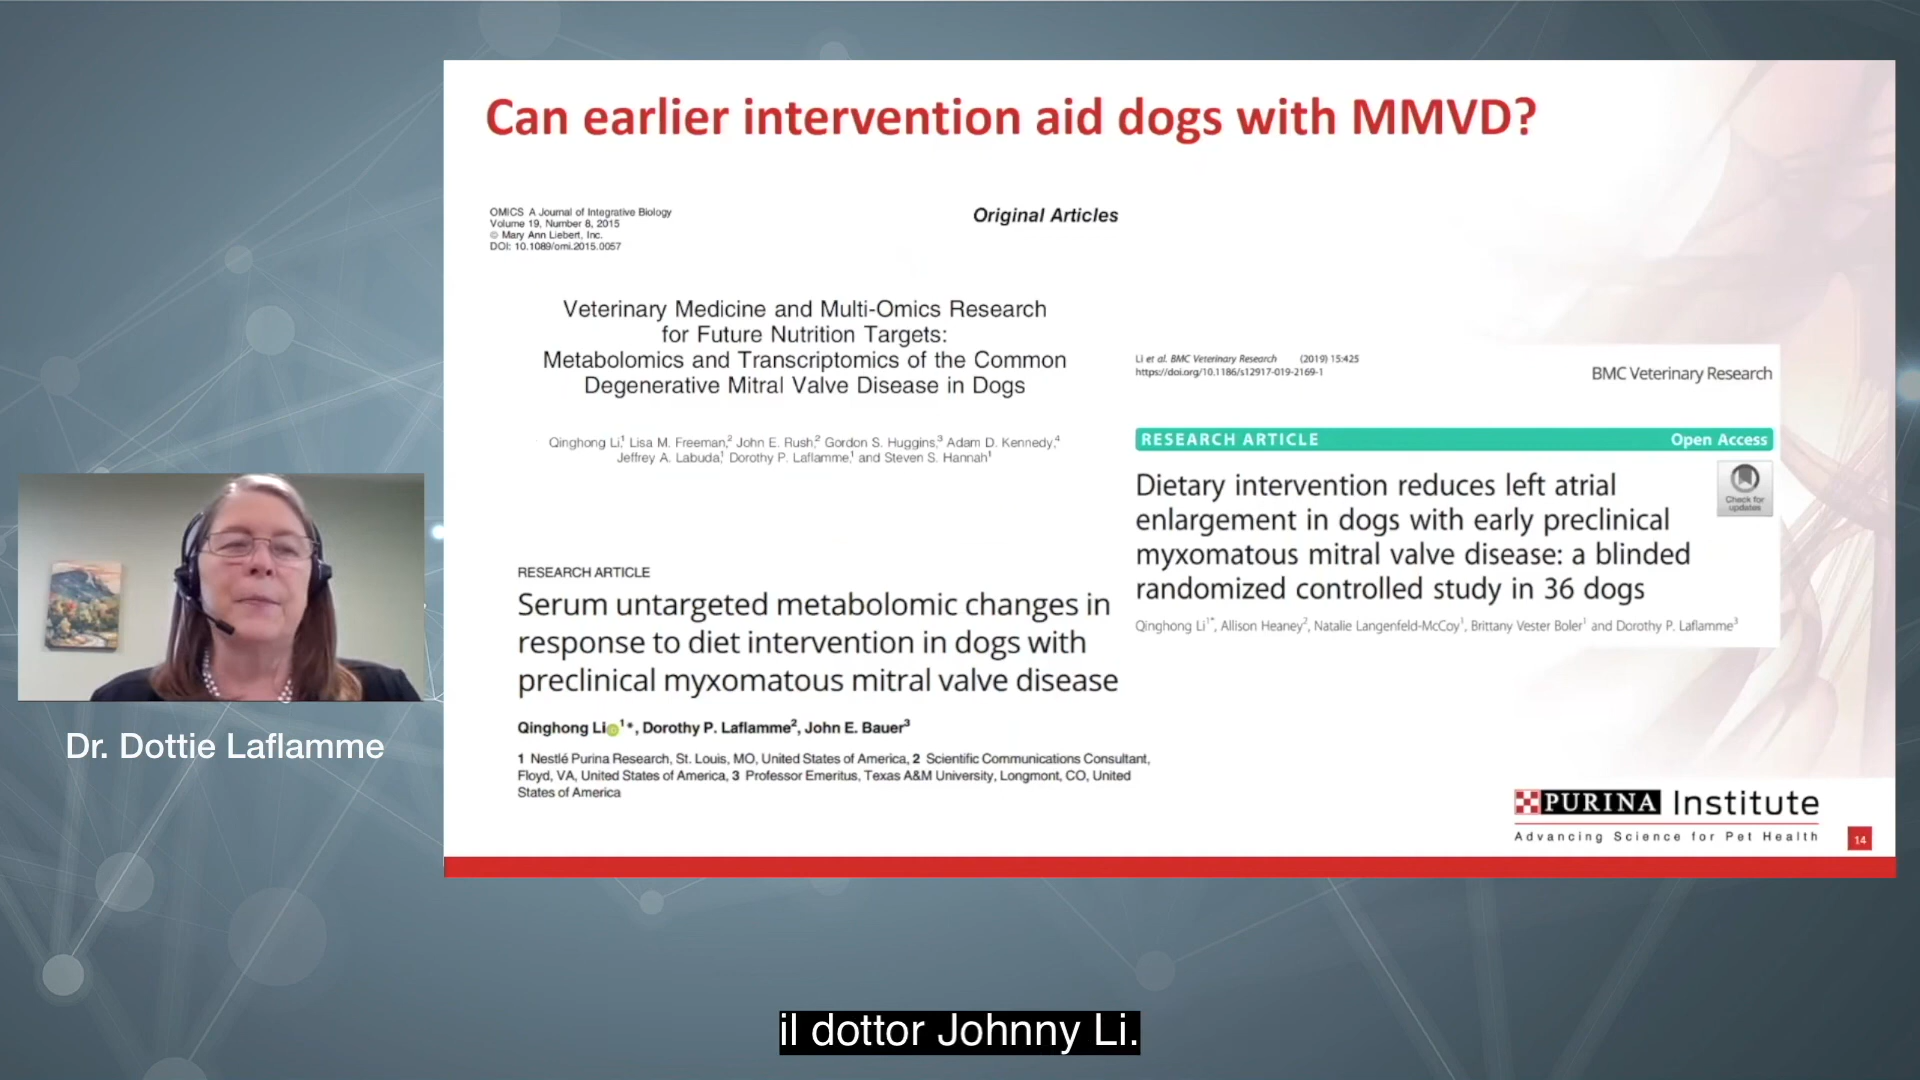 Can earlier intervention aid dogs with MMVD?
OMICS A Journal of Integrative Biology
Volume 19, Number 8, 2015
© Mary Ann Liebert, Inc.
DOI: 10.1089/omi.2015.0057
Original Articles
Veterinary Medicine and Multi-Omics Research
for Future Nutrition Targets:
Metabolomics and Transcriptomics of the Common
Degenerative Mitral Valve Disease in Dogs
Qinghong Li,1 Lisa M. Freeman,2 John E. Rush,2 Gordon S. Huggins,3 Adam D. Kennedy,4
Jeffrey A. Labuda,1 Dorothy P. Laflamme,1 and Steven S. Hannah1
Li et al. BMC Veterinary Research (2019) 15:425
https://doi.org/10.1186/s12917-019-2169-1
BMC Veterinary Research
RESEARCH ARTICLE
Open Access
Dietary intervention reduces left atrial
enlargement in dogs with early preclinical
myxomatous mitral valve disease: a blinded
randomized controlled study in 36 dogs
Check for
updates
Qinghong Li1*, Allison Heaney2, Natalie Langenfeld-McCoy1, Brittany Vester Boler1 and Dorothy P. Laflamme3
RESEARCH ARTICLE
Serum untargeted metabolomic changes in
response to diet intervention in dogs with
preclinical myxomatous mitral valve disease
Qinghong Li iD 1*, Dorothy P. Laflamme2, John E. Bauer3
1 Nestlé Purina Research, St. Louis, MO, United States of America, 2 Scientific Communications Consultant,
Floyd, VA, United States of America, 3 Professor Emeritus, Texas A&M University, Longmont, CO, United
States of America
Dr. Dottie Laflamme
PURINA Institute
Advancing Science for Pet Health
14
il dottor Johnny Li.